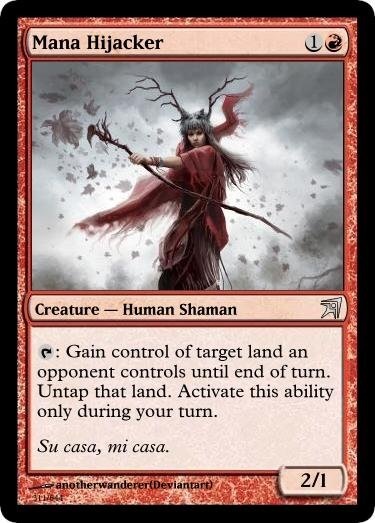 Mana Hijacker 1
Creature — Human Shaman
: Gain control of target land an
opponent controls until end of turn.
Untap that land. Activate this ability
only during your turn.
Su casa, mi casa.
anotherwanderer(Deviantart)
2/1